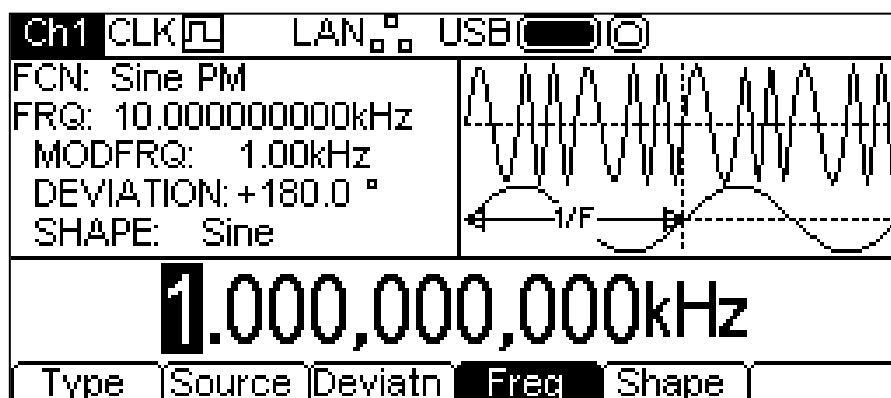 Ch1 CLK LAN USB
FCN: Sine PM
FRQ: 10.000000000kHz
MODFRQ: 1.00kHz
DEVIATION: +180.0 °
SHAPE: Sine
1/F
1.000,000,000kHz
Type Source Deviatn Freq Shape